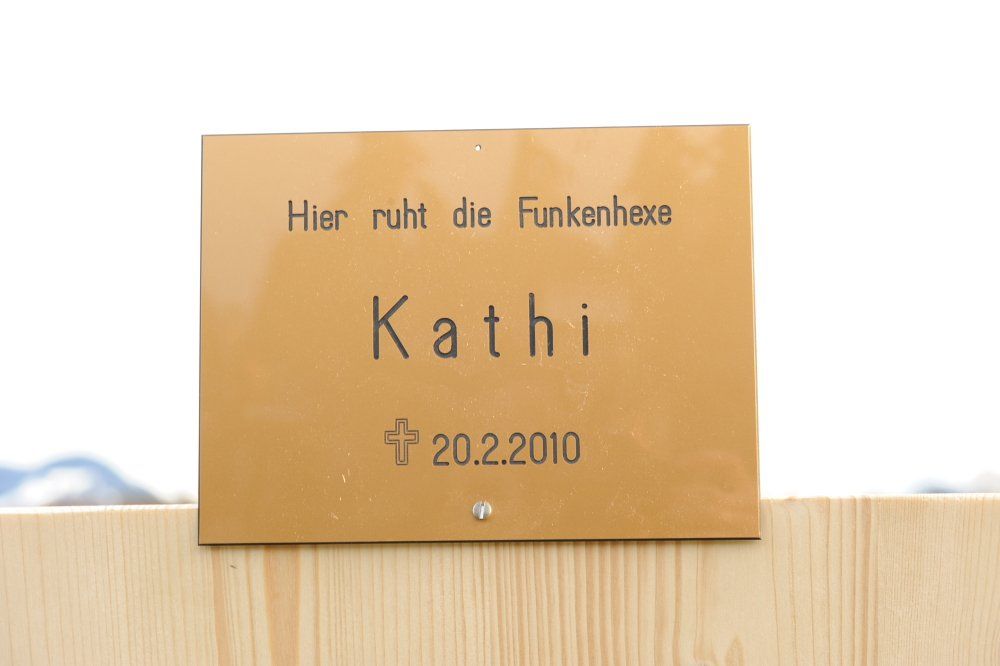 Hier ruht die Funkenhexe
Kathi
✝ 20.2.2010